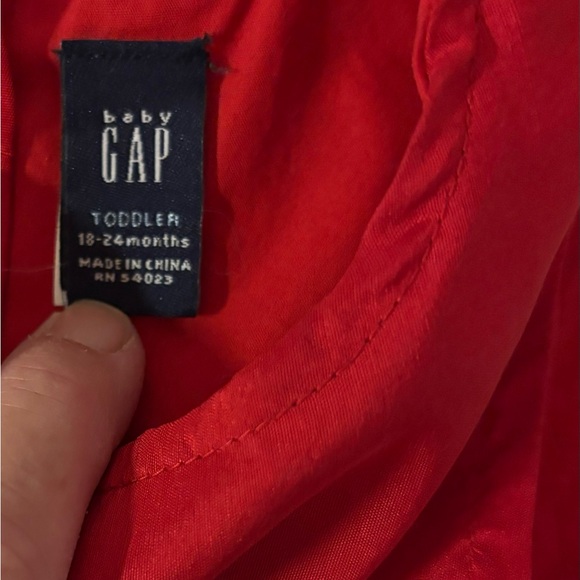 baby
GAP
TODDLER
18-24months
MADE IN CHINA
RN 54023